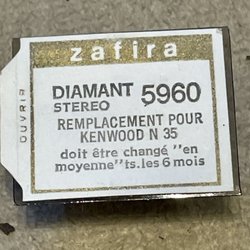 zafira
DIAMANT 5960
STEREO
REMPLACEMENT POUR
KENWOOD N 35
doit être changé "en
moyenne"ts.les 6 mois
OUVRIR